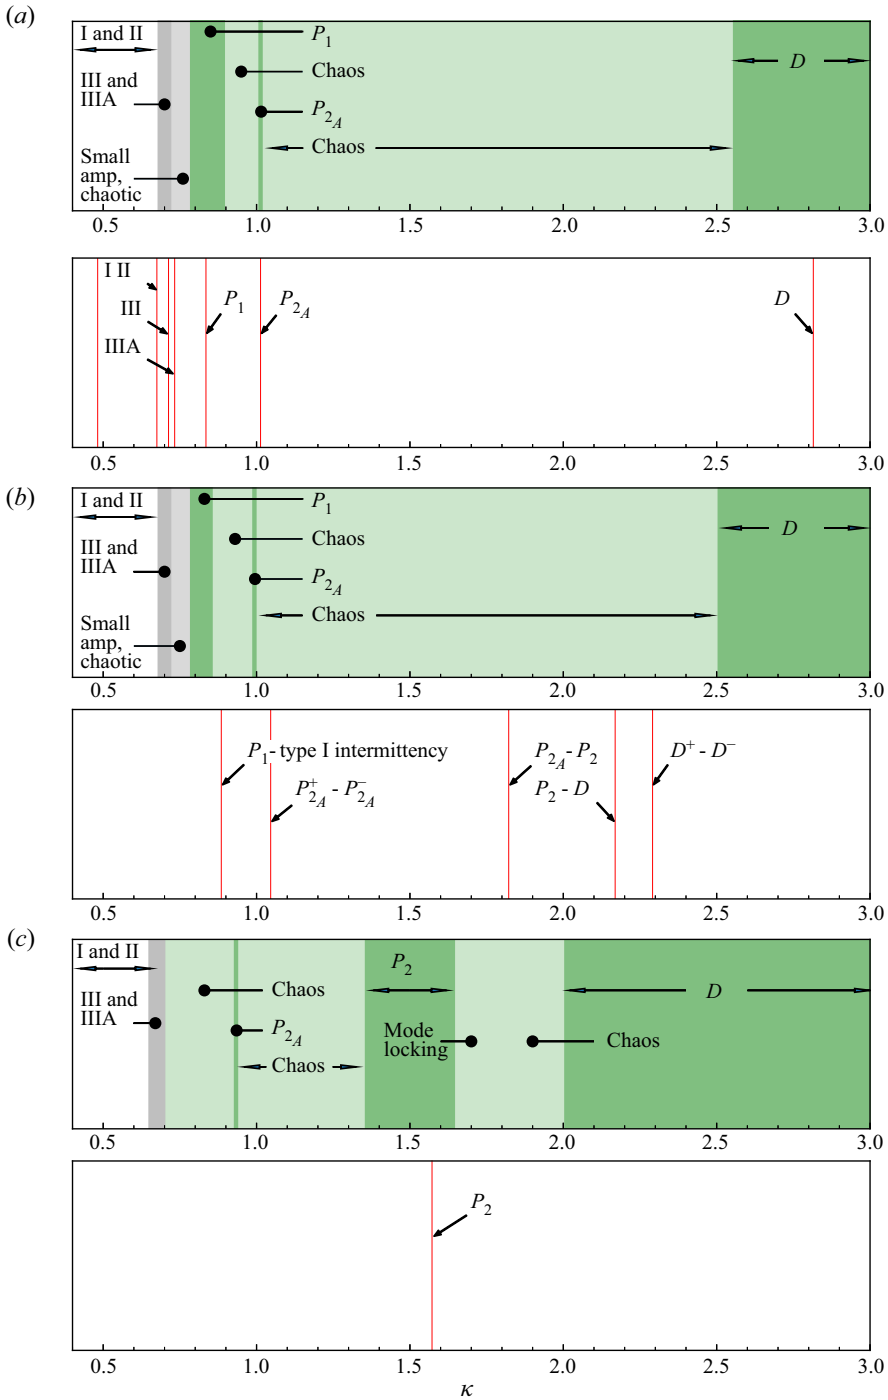 (a)
I and II
P1
D
Chaos
III and
IIIA
P2A
Chaos
Small
amp,
chaotic
0.5 1.0 1.5 2.0 2.5 3.0
I II
III
P1
P2A
D
IIIA
0.5 1.0 1.5 2.0 2.5 3.0
(b)
I and II
P1
D
Chaos
III and
IIIA
P2A
Chaos
Small
amp,
chaotic
0.5 1.0 1.5 2.0 2.5 3.0
P1- type I intermittency
P2A - P2
D+ - D−
P2A+ - P2A−
P2 - D
0.5 1.0 1.5 2.0 2.5 3.0
(c)
I and II
P2
III and
IIIA
Chaos
D
P2A
Mode
locking
Chaos
Chaos
0.5 1.0 1.5 2.0 2.5 3.0
P2
0.5 1.0 1.5 2.0 2.5 3.0
κ